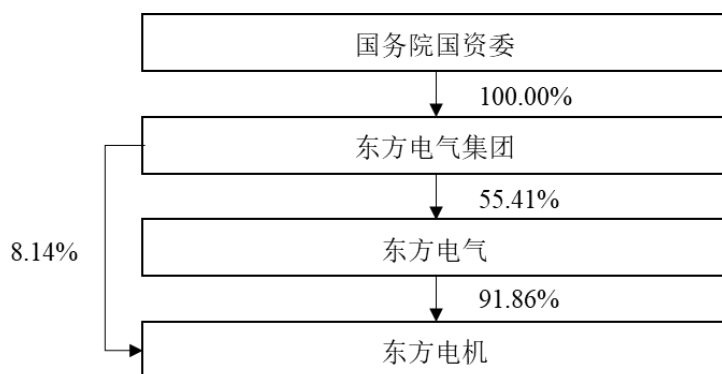 国务院国资委
100.00%
东方电气集团
55.41%
8.14%
东方电气
91.86%
东方电机